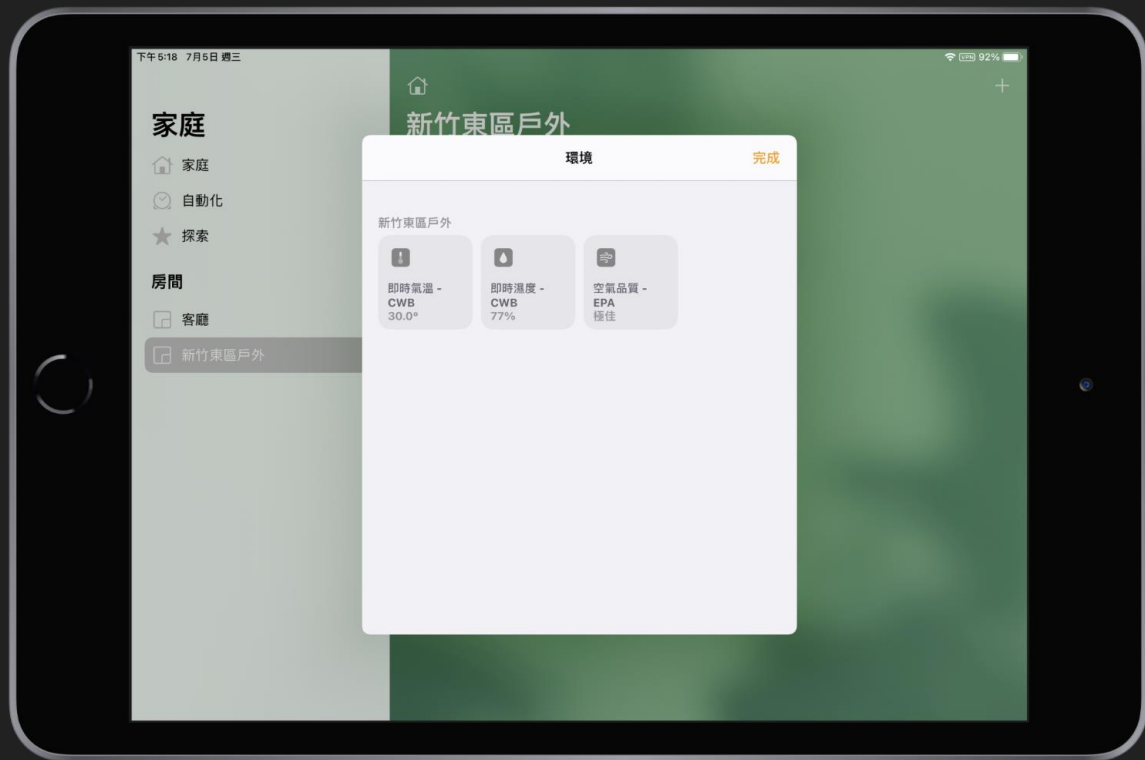 下午5:18 7月5日 週三
VPN 92%
家庭
家庭
自動化
探索
房間
客廳
新竹東區戶外
新竹東區戶外
環境
完成
新竹東區戶外
即時氣溫 -
CWB
30.0°
即時濕度 -
CWB
77%
空氣品質 -
EPA
極佳